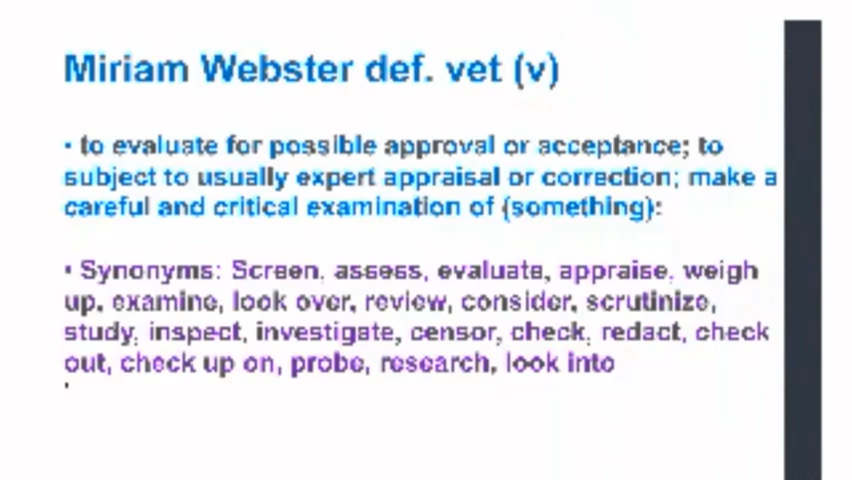 Miriam Webster def. vet (v)
• to evaluate for possible approval or acceptance; to
subject to usually expert appraisal or correction; make a
careful and critical examination of (something):
• Synonyms: Screen, assess, evaluate, appraise, weigh
up, examine, look over, review, consider, scrutinize,
study, inspect, investigate, censor, check, redact, check
out, check up on, probe, research, look into
•